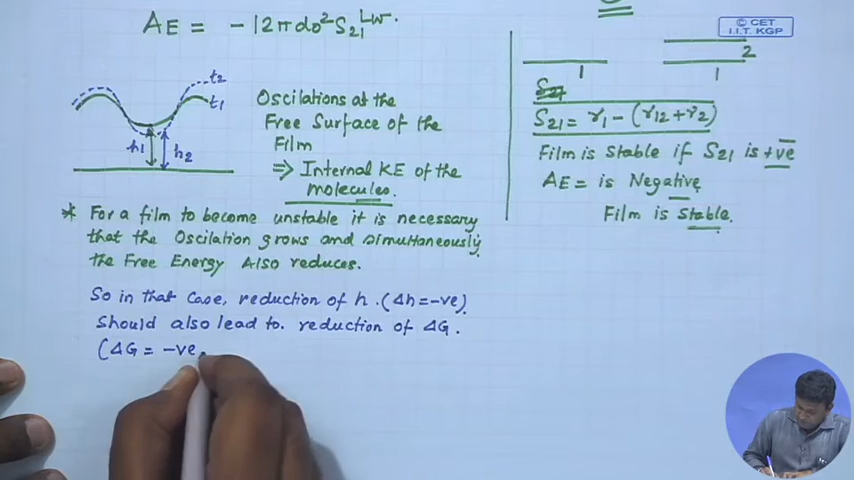 AE = -12πdo²S21^LW.
© CET
I.I.T. KGP
t2
t1
h1
h2
Oscilations at the
Free Surface of the
Film
⇒ Internal KE of the
molecules.
* For a film to become unstable it is necessary
that the Oscilation grows and simultaneously
the Free Energy Also reduces.
So in that case, reduction of h. (Δh=-ve).
should also lead to. reduction of ΔG.
(ΔG = -ve
1
2
1
S21
S21 = γ1 - (γ12+γ2)
Film is Stable if S21 is +ve
AE = is Negative
Film is stable.